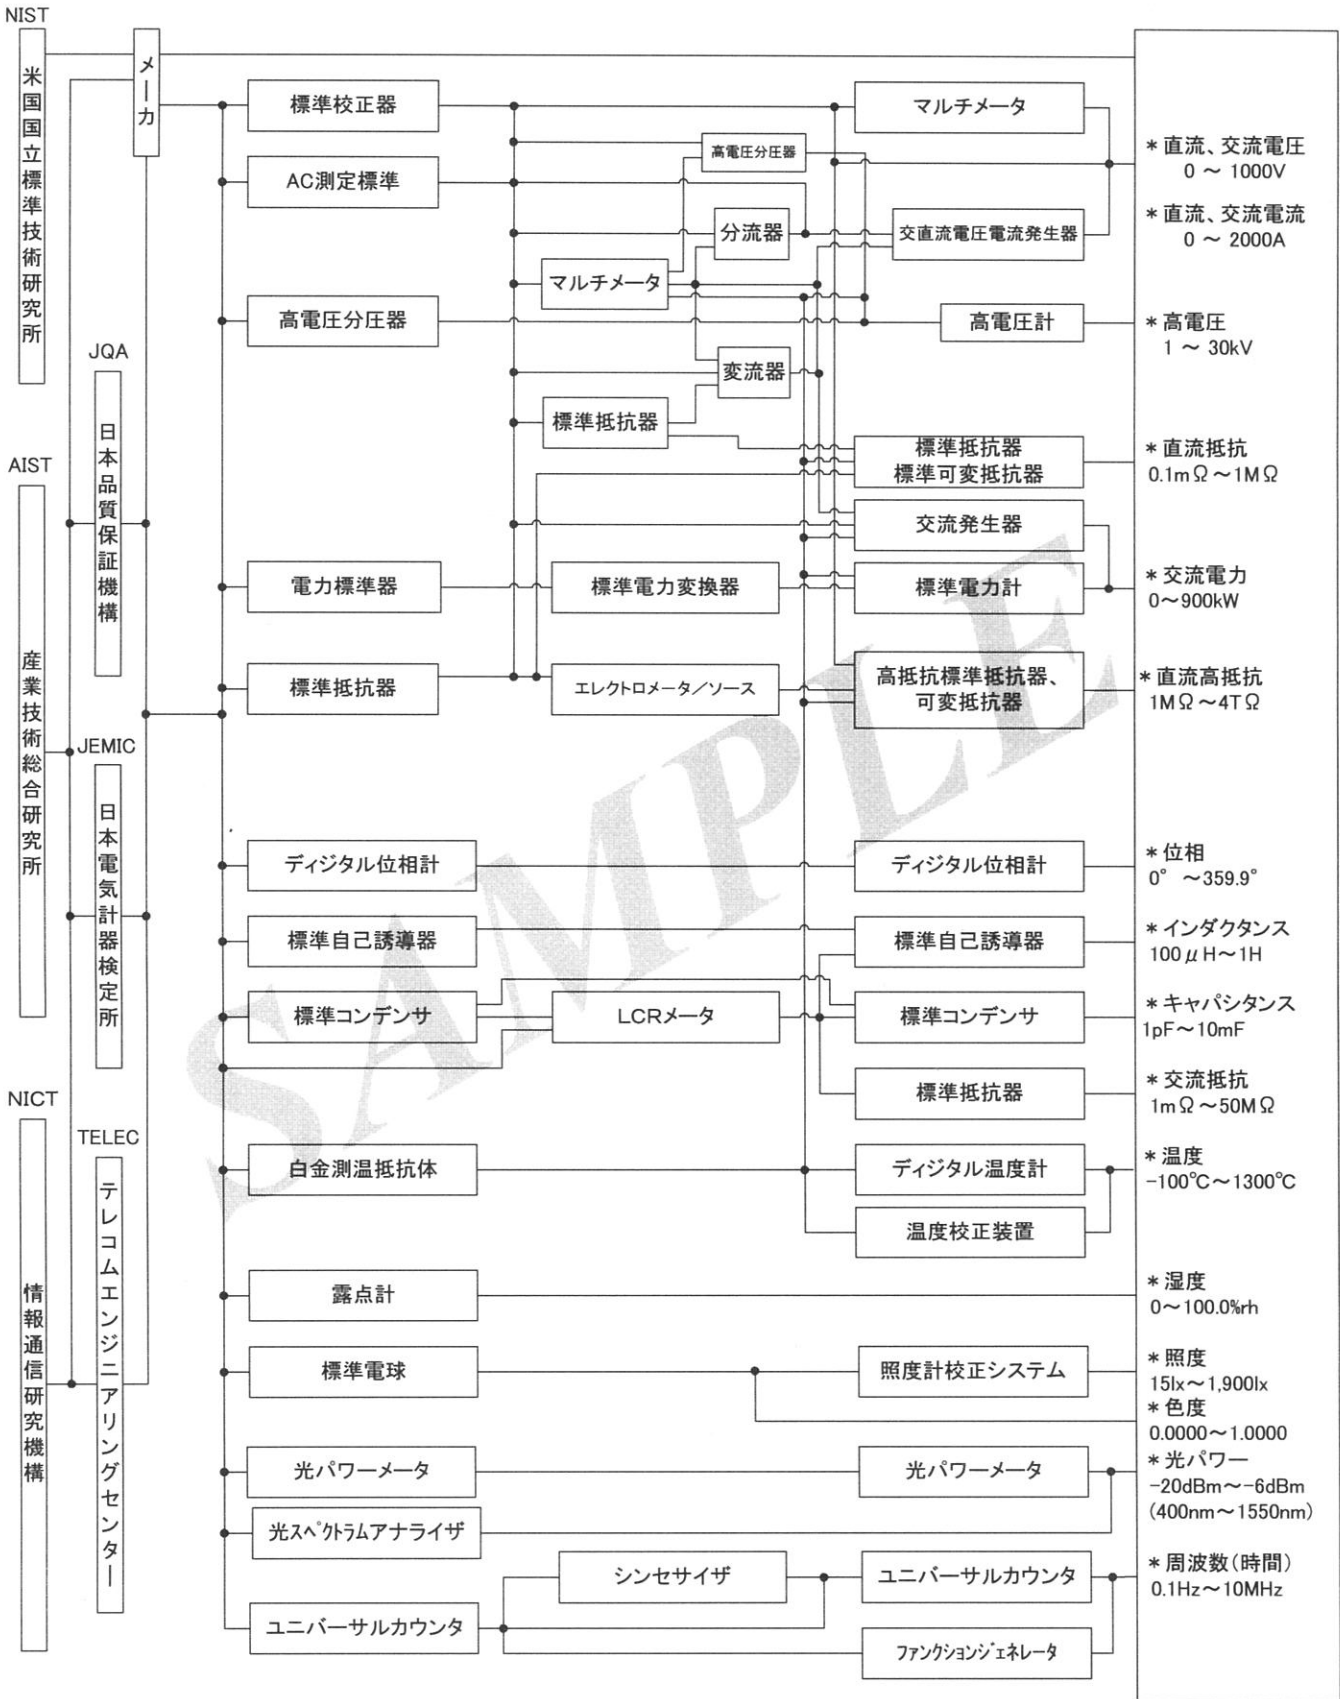 NIST
米国国立標準技術研究所
メーカ
JQA
日本品質保証機構
AIST
産業技術総合研究所
JEMIC
日本電気計器検定所
NICT
情報通信研究機構
TELEC
テレコムエンジニアリングセンター
標準校正器
マルチメータ
高電圧分圧器
AC測定標準
分流器
交直流電圧電流発生器
マルチメータ
高電圧分圧器
高電圧計
変流器
標準抵抗器
標準抵抗器
標準可変抵抗器
交流発生器
電力標準器
標準電力変換器
標準電力計
標準抵抗器
エレクトロメータ/ソース
高抵抗標準抵抗器、
可変抵抗器
ディジタル位相計
ディジタル位相計
標準自己誘導器
標準自己誘導器
標準コンデンサ
LCRメータ
標準コンデンサ
標準抵抗器
白金測温抵抗体
ディジタル温度計
温度校正装置
露点計
標準電球
照度計校正システム
光パワーメータ
光パワーメータ
光スペクトラムアナライザ
シンセサイザ
ユニバーサルカウンタ
ユニバーサルカウンタ
ファンクションジェネレータ
*直流、交流電圧
0 ～ 1000V
*直流、交流電流
0 ～ 2000A
*高電圧
1 ～ 30kV
*直流抵抗
0.1mΩ～1MΩ
*交流電力
0～900kW
*直流高抵抗
1MΩ～4TΩ
*位相
0° ～359.9°
*インダクタンス
100μH～1H
*キャパシタンス
1pF～10mF
*交流抵抗
1mΩ～50MΩ
*温度
-100℃～1300℃
*湿度
0～100.0%rh
*照度
15lx～1,900lx
*色度
0.0000～1.0000
*光パワー
-20dBm～-6dBm
(400nm～1550nm)
*周波数(時間)
0.1Hz～10MHz
SAMPLE